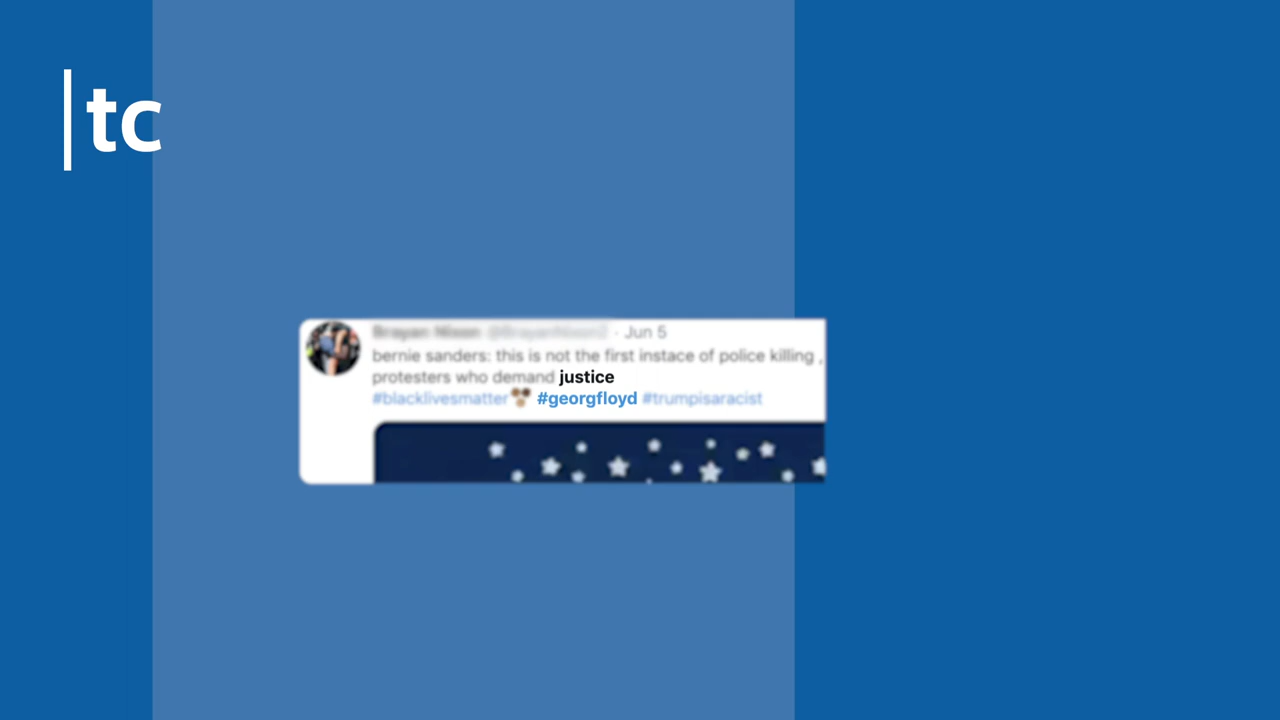 tc
· Jun 5
bernie sanders: this is not the first instace of police killing ,
protesters who demand justice
#blacklivesmatter #georgfloyd #trumpisaracist